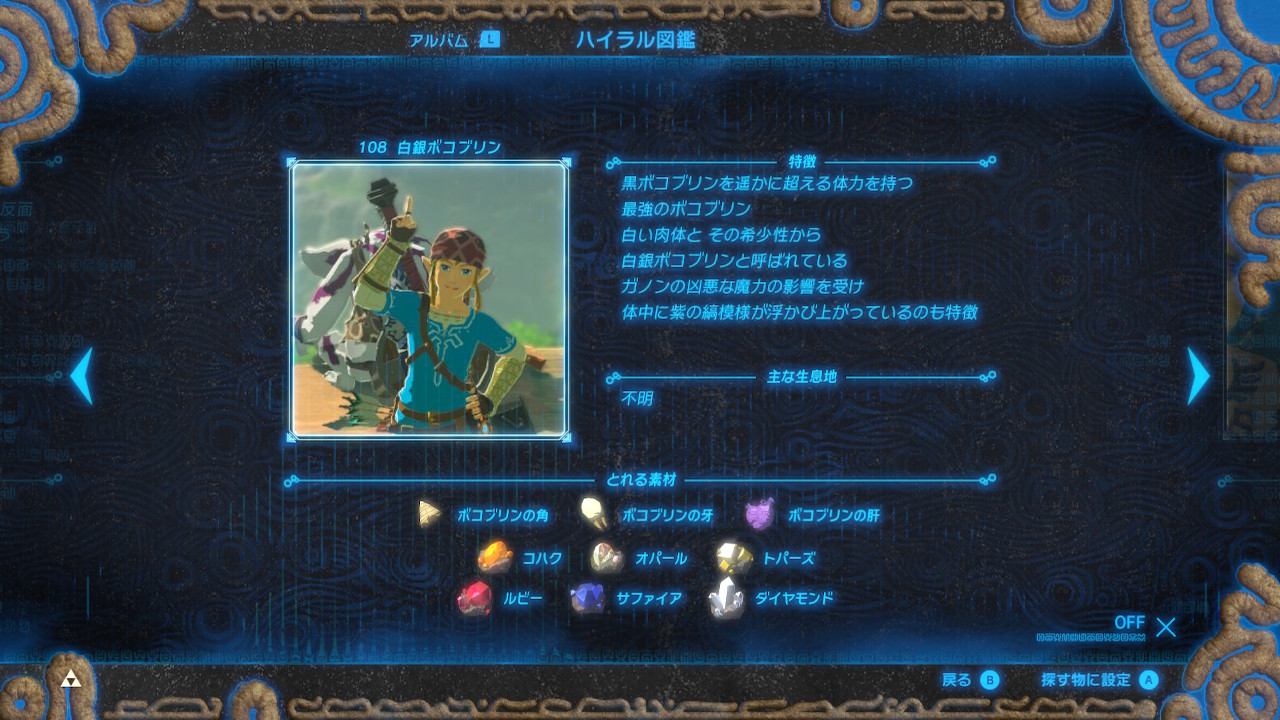 アルバム L
ハイラル図鑑
108 白銀ボコブリン
特徴
黒ボコブリンを遥かに超える体力を持つ
最強のボコブリン
白い肉体と その希少性から
白銀ボコブリンと呼ばれている
ガノンの凶悪な魔力の影響を受け
体中に紫の縞模様が浮かび上がっているのも特徴
主な生息地
不明
とれる素材
ボコブリンの角 ボコブリンの牙 ボコブリンの肝
コハク オパール トパーズ
ルビー サファイア ダイヤモンド
OFF
戻る B 探す物に設定 A